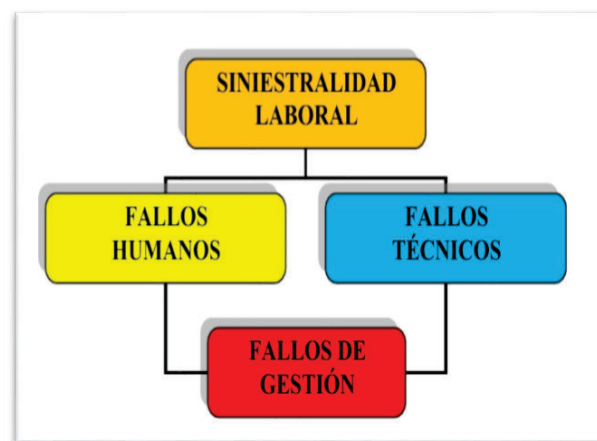 SINIESTRALIDAD
LABORAL
FALLOS
HUMANOS
FALLOS
TÉCNICOS
FALLOS DE
GESTIÓN